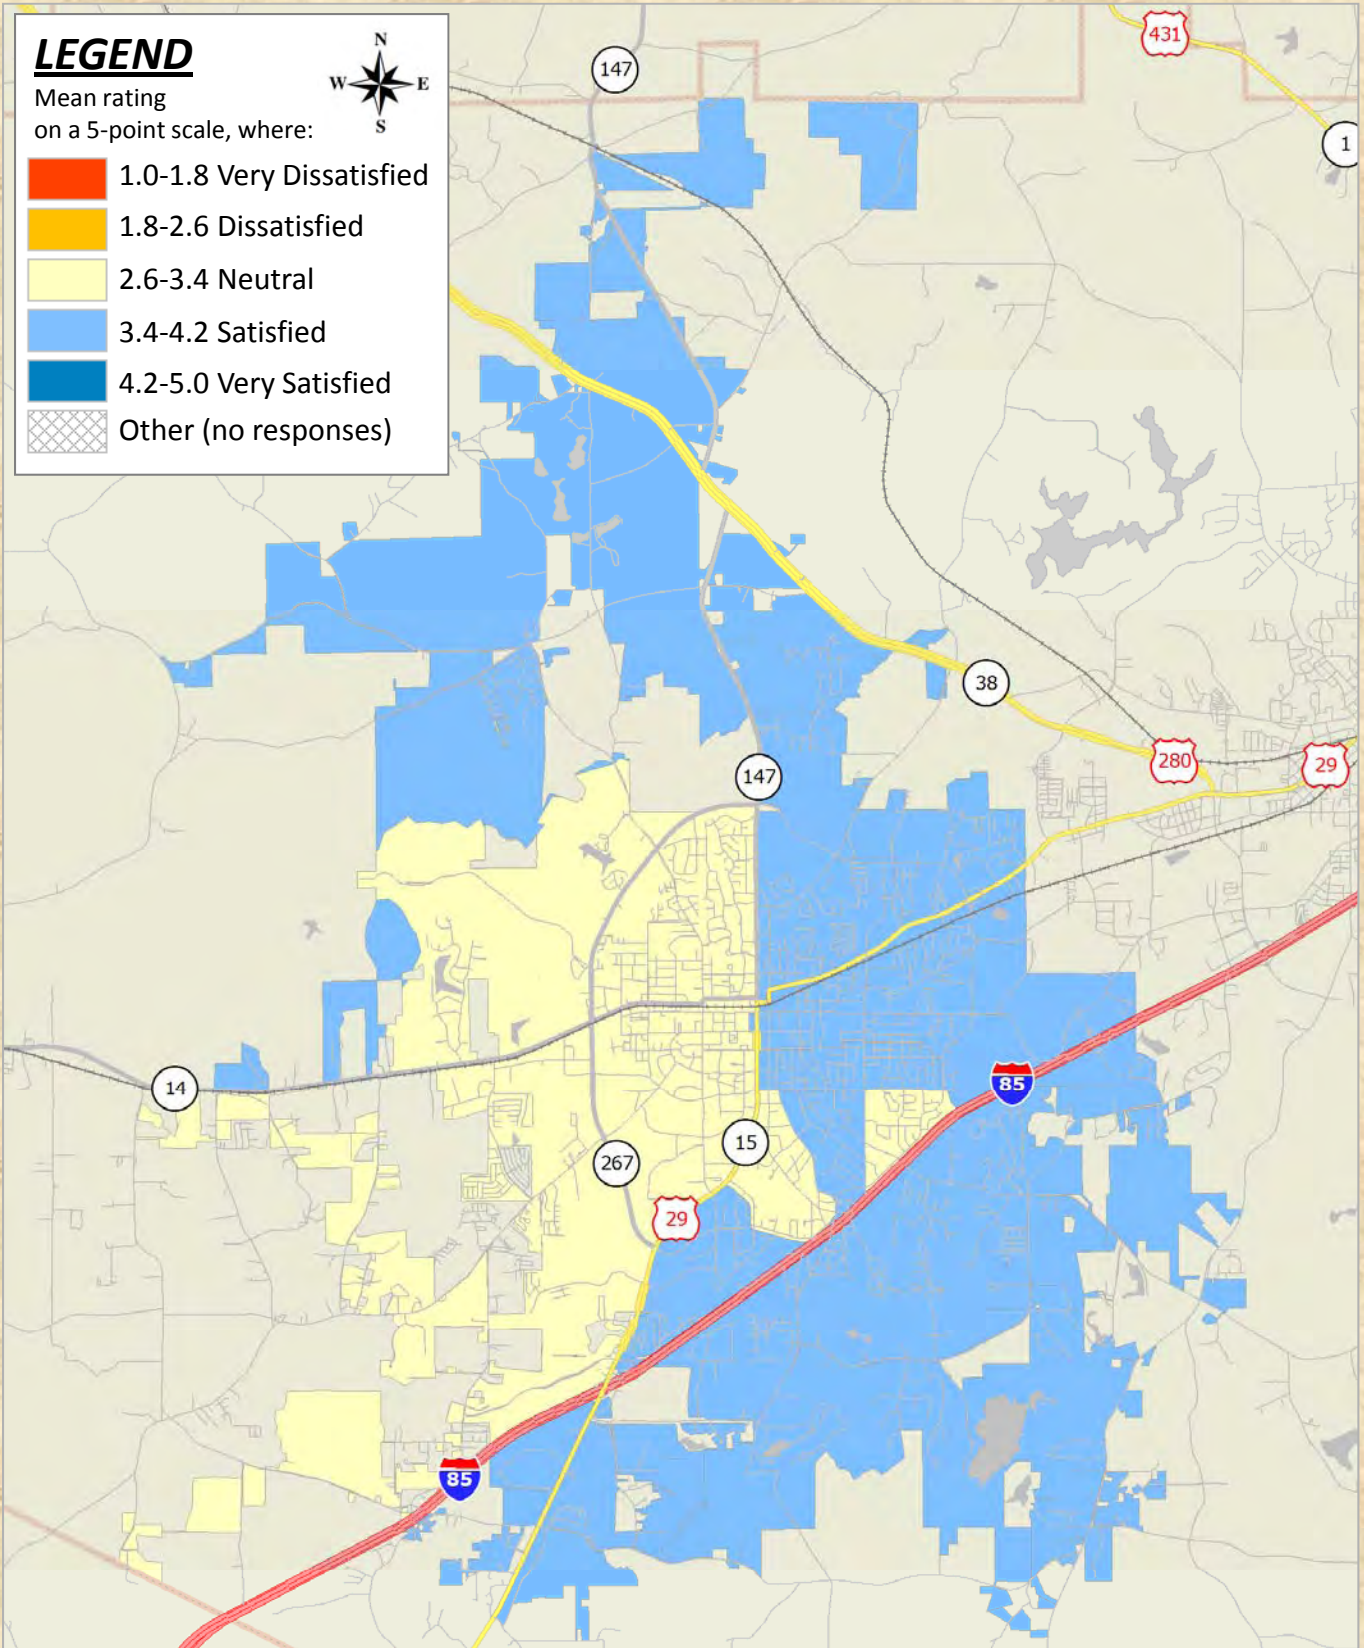 LEGEND
Mean rating
on a 5-point scale, where:
N
W E
S
1.0-1.8 Very Dissatisfied
1.8-2.6 Dissatisfied
2.6-3.4 Neutral
3.4-4.2 Satisfied
4.2-5.0 Very Satisfied
Other (no responses)
147
431
1
38
280
29
147
14
85
15
267
29
85